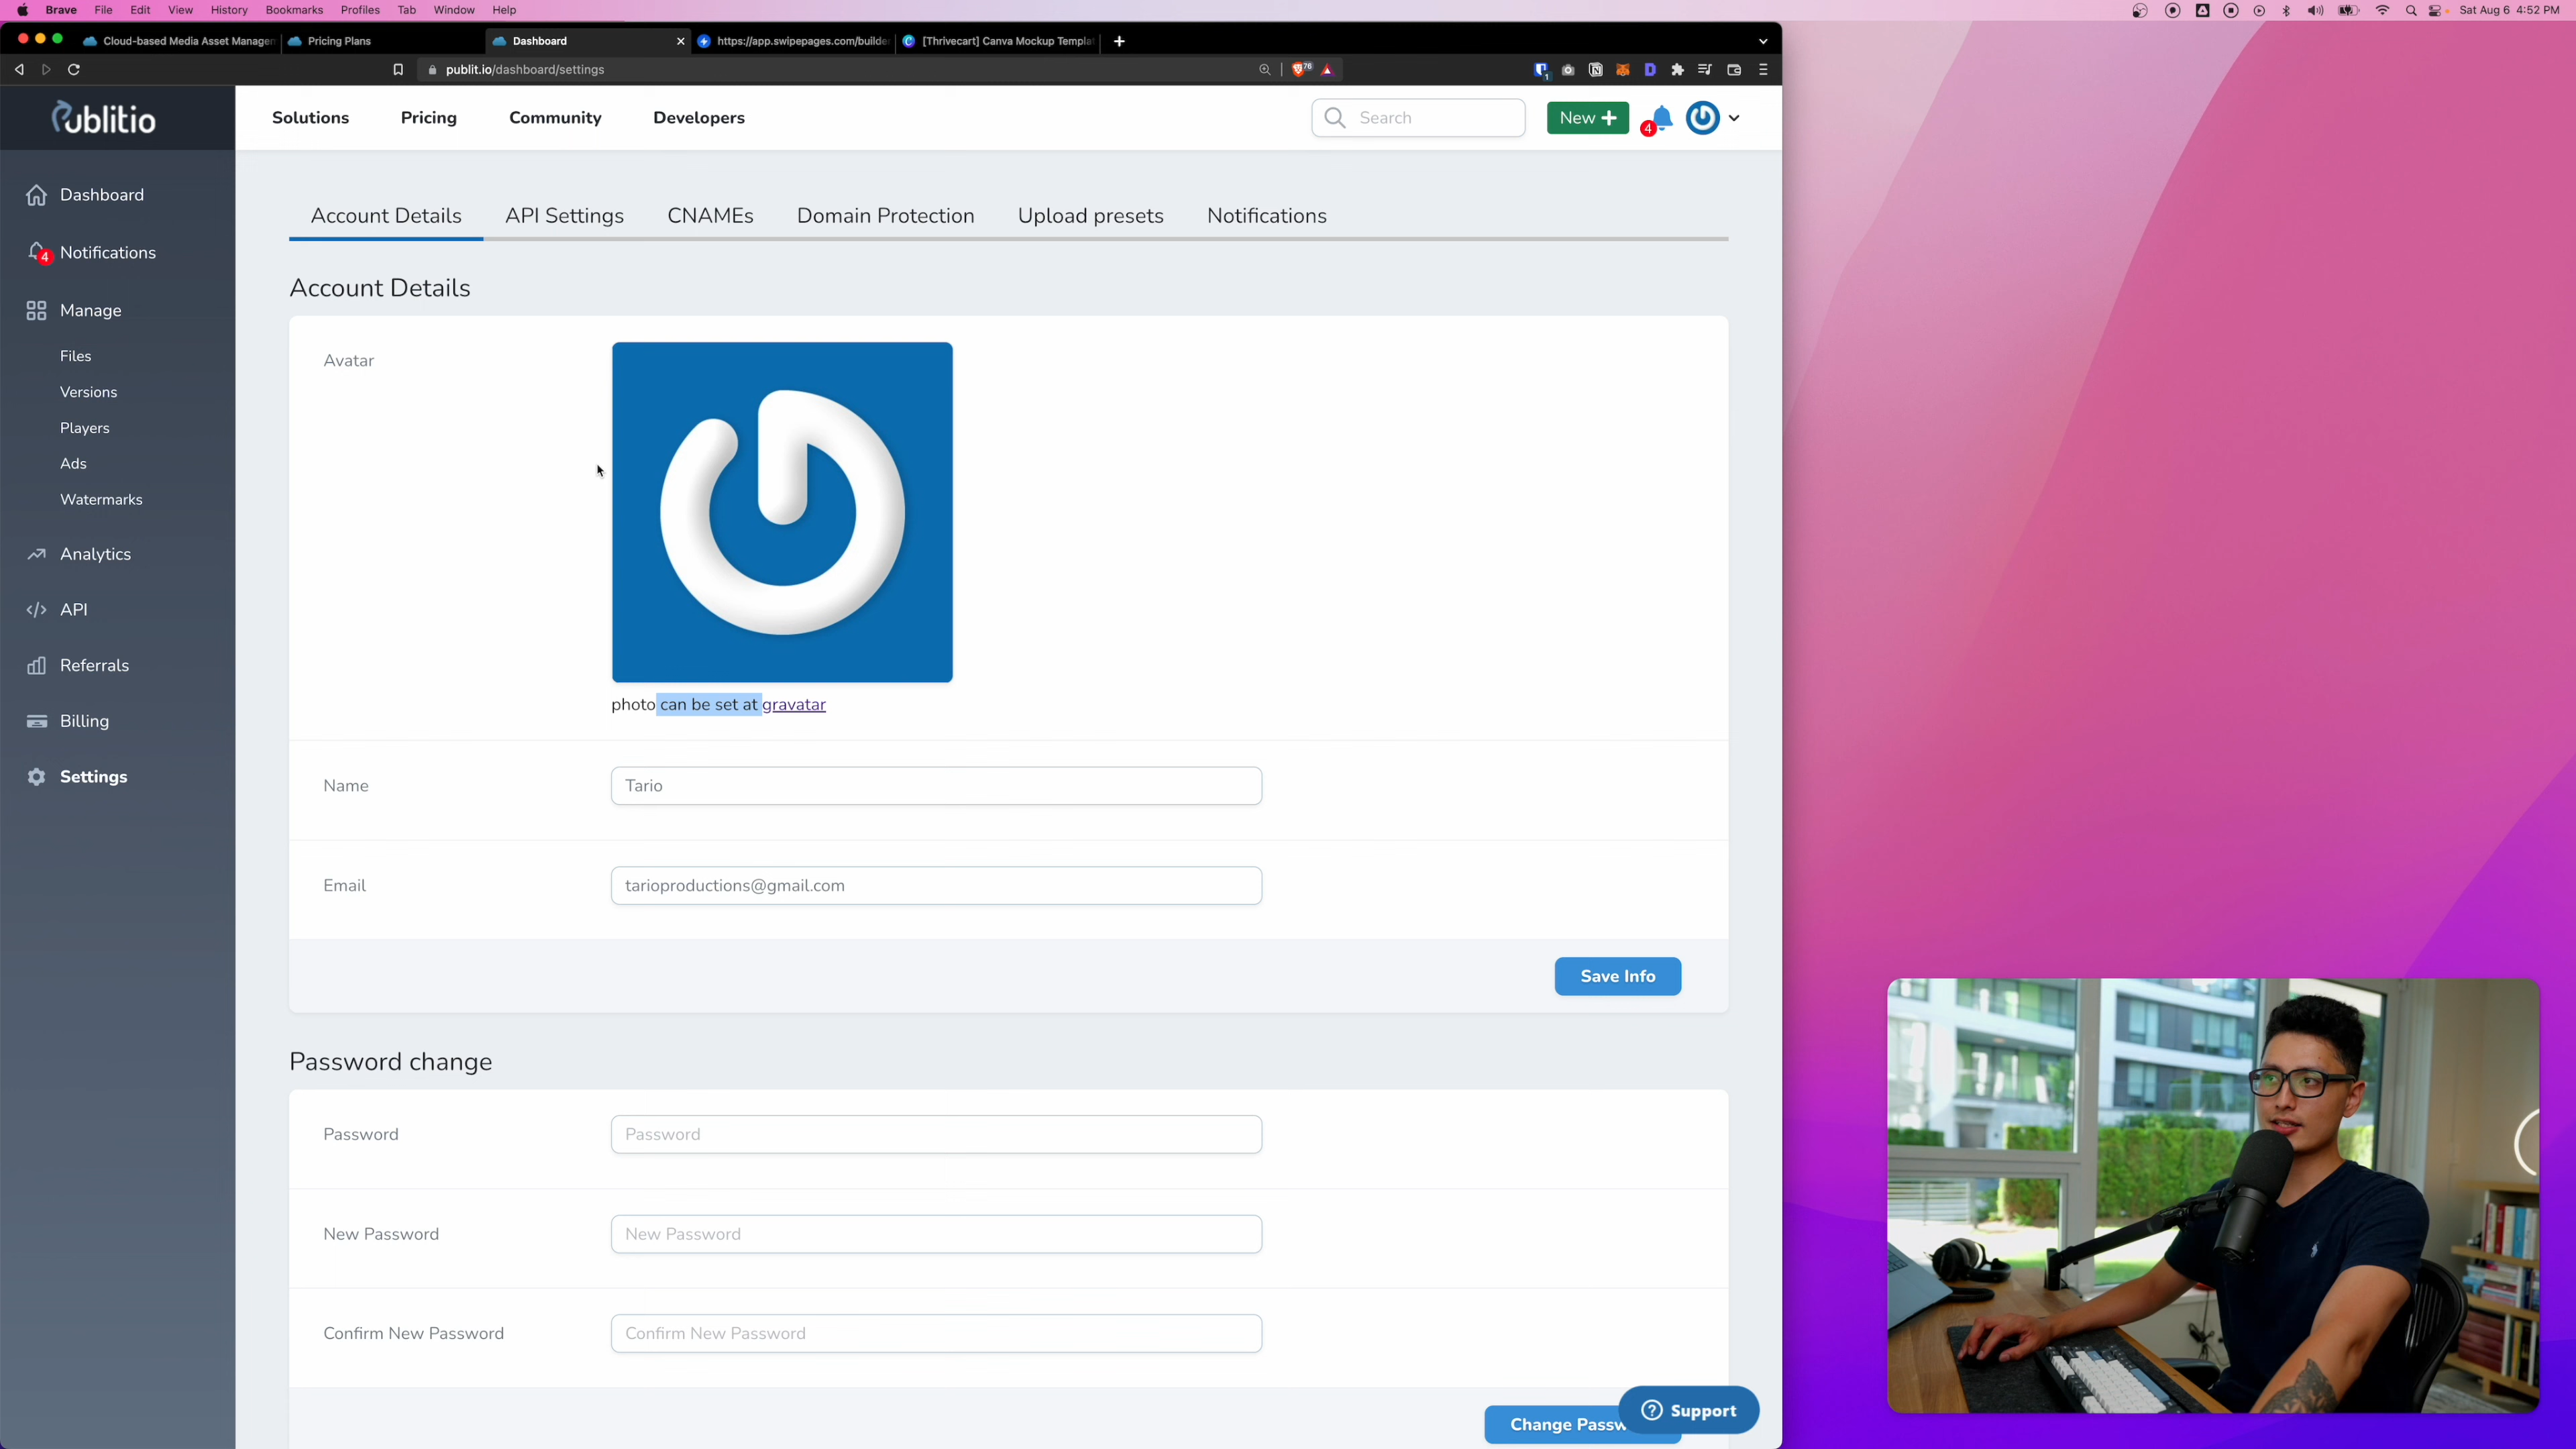 Brave File Edit View History Bookmarks Profiles Tab Window Help
Sat Aug 6 4:52 PM
Cloud-based Media Asset Managem
Pricing Plans
Dashboard
https://app.swipepages.com/builder
[Thrivecart] Canva Mockup Templat
publit.io/dashboard/settings
76
1
Publitio
Solutions
Pricing
Community
Developers
Search
New +
4
Dashboard
4
Notifications
Manage
Files
Versions
Players
Ads
Watermarks
Analytics
API
Referrals
Billing
Settings
Account Details
API Settings
CNAMEs
Domain Protection
Upload presets
Notifications
Account Details
Avatar
photo can be set at gravatar
Name
Tario
Email
tarioproductions@gmail.com
Save Info
Password change
Password
Password
New Password
New Password
Confirm New Password
Confirm New Password
Change Passw
Support